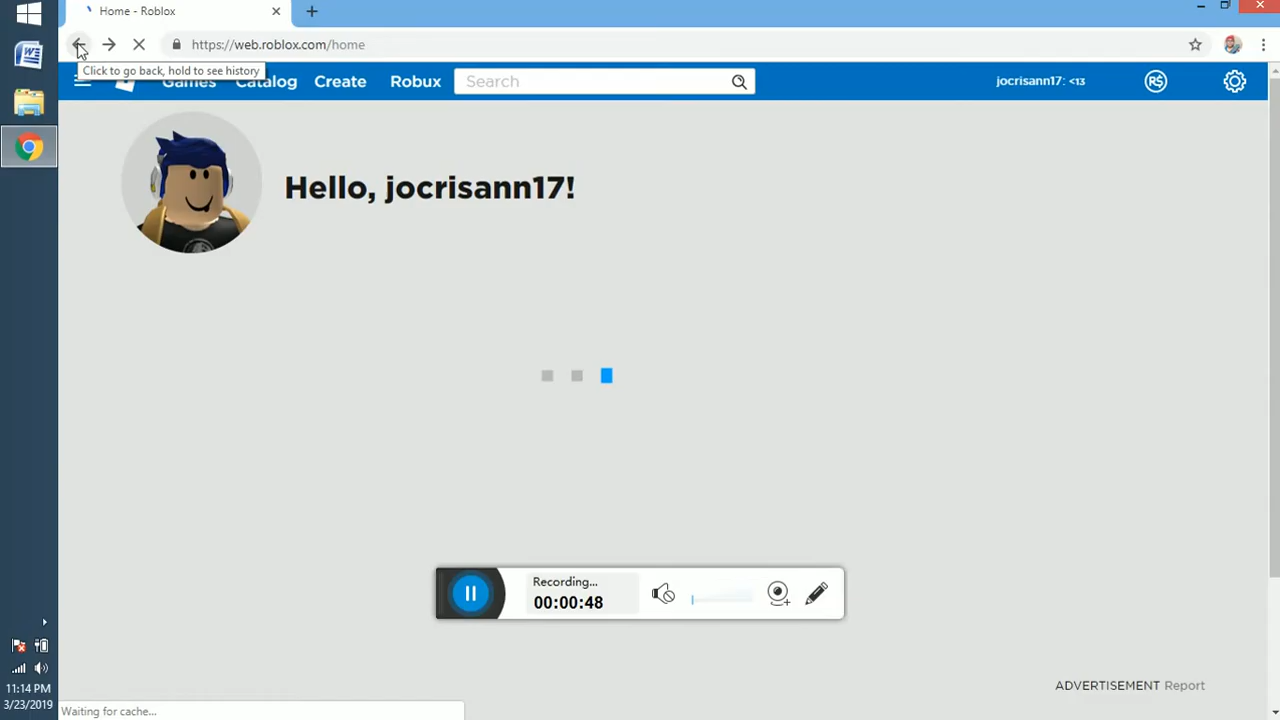 Home - Roblox
https://web.roblox.com/home
Click to go back, hold to see history
Games Catalog Create Robux Search jocrisann17: <13
Hello, jocrisann17!
Recording...
00:00:48
ADVERTISEMENT Report
11:14 PM
3/23/2019
Waiting for cache...